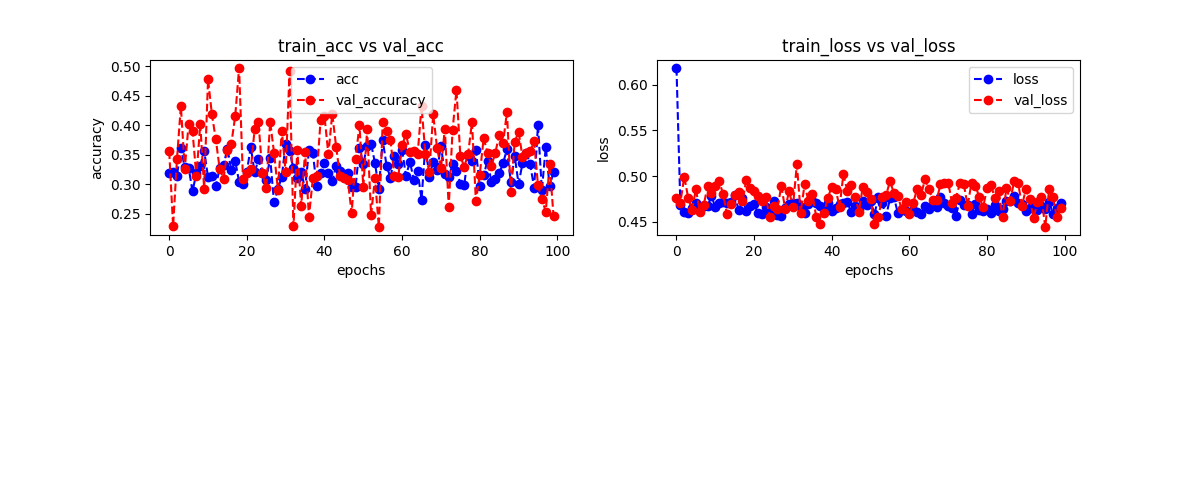 train_acc vs val_acc
accuracy
0.50
0.45
0.40
0.35
0.30
0.25
acc
val_accuracy
0
20
40
60
80
100
epochs
train_loss vs val_loss
loss
0.60
0.55
0.50
0.45
loss
val_loss
0
20
40
60
80
100
epochs